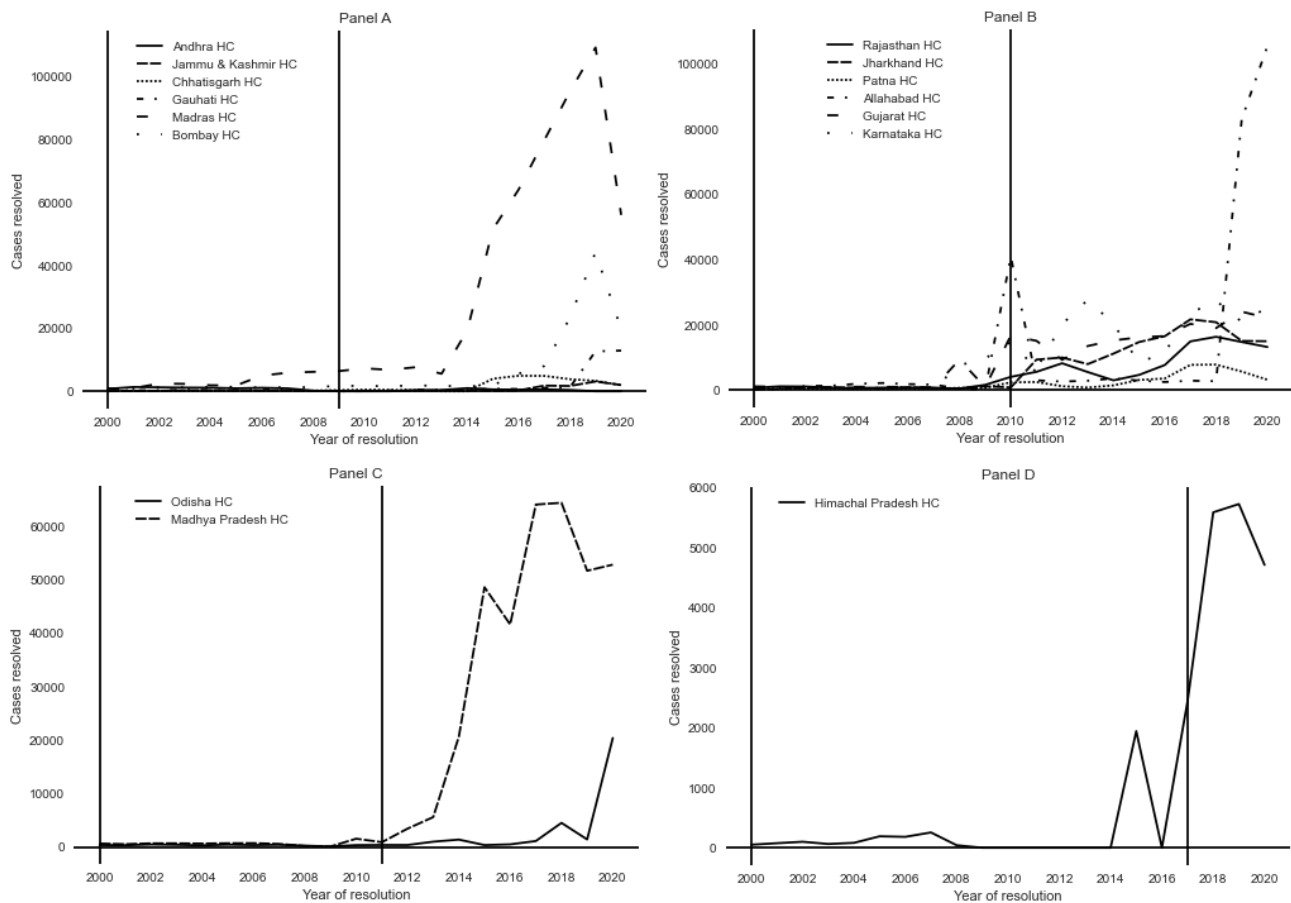 Panel A
Andhra HC
Jammu & Kashmir HC
Chhatisgarh HC
Gauhati HC
Madras HC
Bombay HC
Cases resolved
100000
80000
60000
40000
20000
0
2000 2002 2004 2006 2008 2010 2012 2014 2016 2018 2020
Year of resolution
Panel B
Rajasthan HC
Jharkhand HC
Patna HC
Allahabad HC
Gujarat HC
Karnataka HC
Cases resolved
100000
80000
60000
40000
20000
0
2000 2002 2004 2006 2008 2010 2012 2014 2016 2018 2020
Year of resolution
Panel C
Odisha HC
Madhya Pradesh HC
Cases resolved
60000
50000
40000
30000
20000
10000
0
2000 2002 2004 2006 2008 2010 2012 2014 2016 2018 2020
Year of resolution
Panel D
Himachal Pradesh HC
Cases resolved
6000
5000
4000
3000
2000
1000
0
2000 2002 2004 2006 2008 2010 2012 2014 2016 2018 2020
Year of resolution